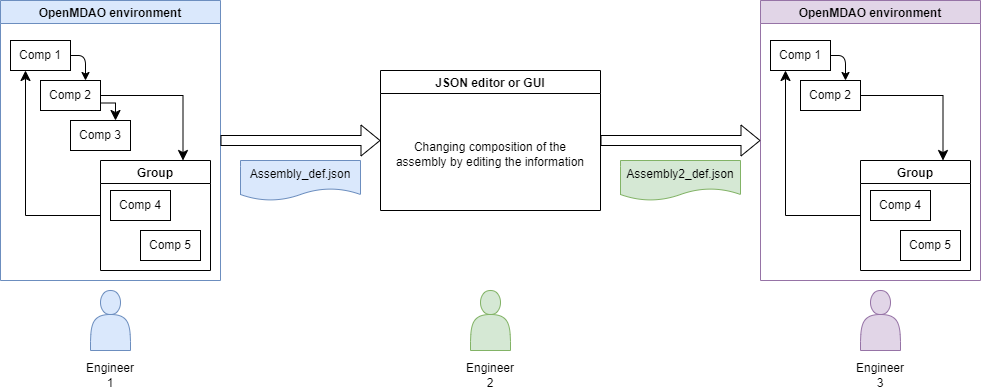 OpenMDAO environment
Comp 1
Comp 2
Comp 3
Group
Comp 4
Comp 5
Assembly_def.json
JSON editor or GUI
Changing composition of the
assembly by editing the information
Assembly2_def.json
OpenMDAO environment
Comp 1
Comp 2
Group
Comp 4
Comp 5
Engineer
1
Engineer
2
Engineer
3